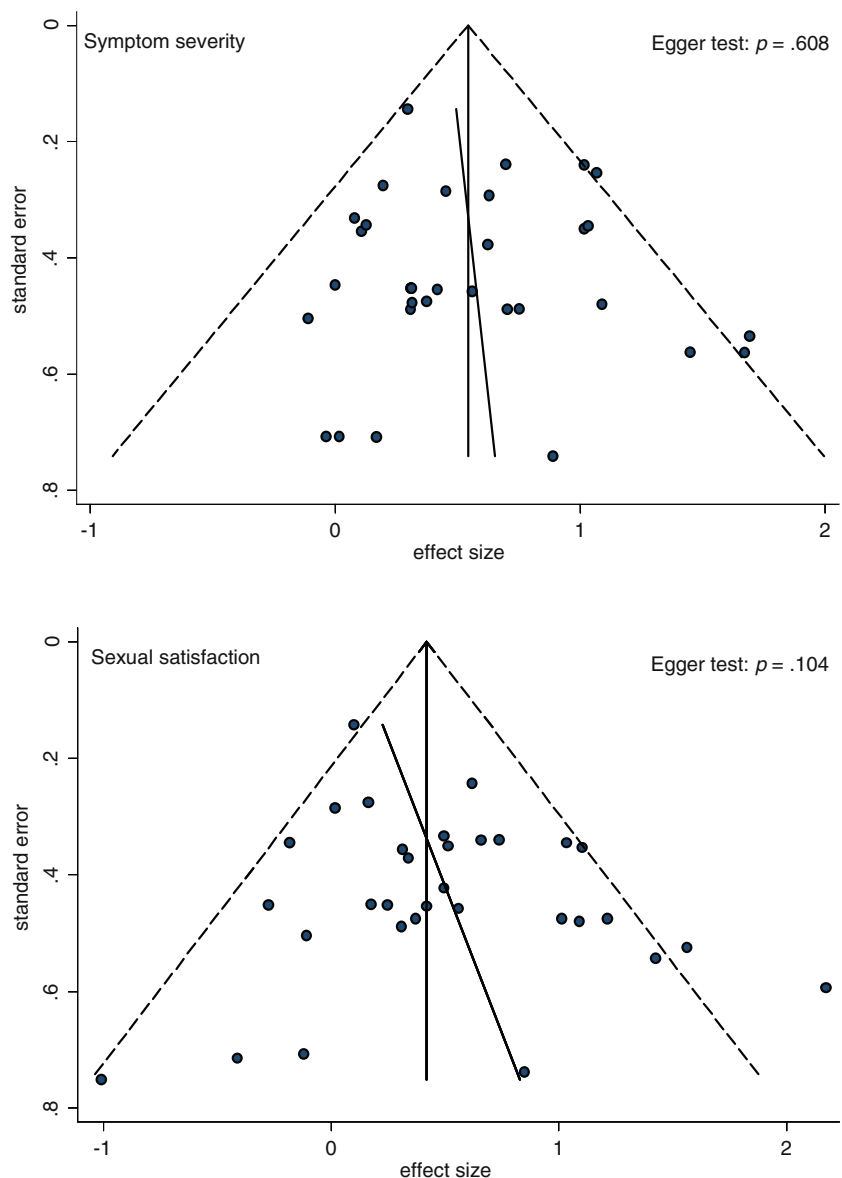 Symptom severity
Egger test: p = .608
0
.2
.4
.6
.8
standard error
-1 0 1 2
effect size
Sexual satisfaction
Egger test: p = .104
0
.2
.4
.6
.8
standard error
-1 0 1 2
effect size